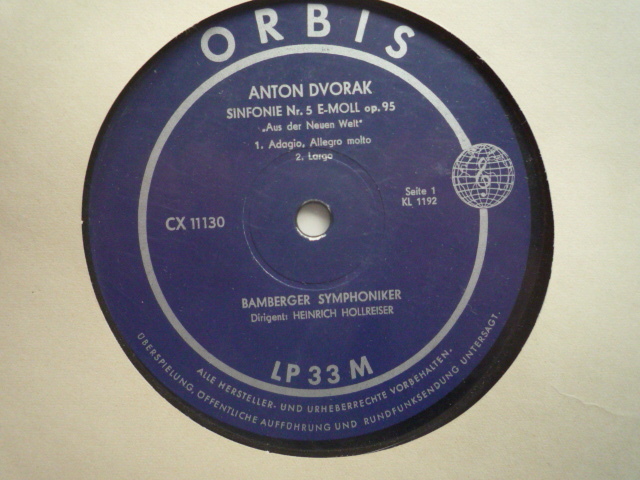 ORBIS
ANTON DVORAK
SINFONIE Nr. 5 E-MOLL op. 95
„Aus der Neuen Welt"
1. Adagio, Allegro molto
2. Largo
Seite 1
KL 1192
CX 11130
BAMBERGER SYMPHONIKER
Dirigent: HEINRICH HOLLREISER
LP 33 M
ALLE HERSTELLER- UND URHEBERRECHTE VORBEHALTEN.
ÜBERSPIELUNG, ÖFFENTLICHE AUFFÜHRUNG UND RUNDFUNKSENDUNG UNTERSAGT.